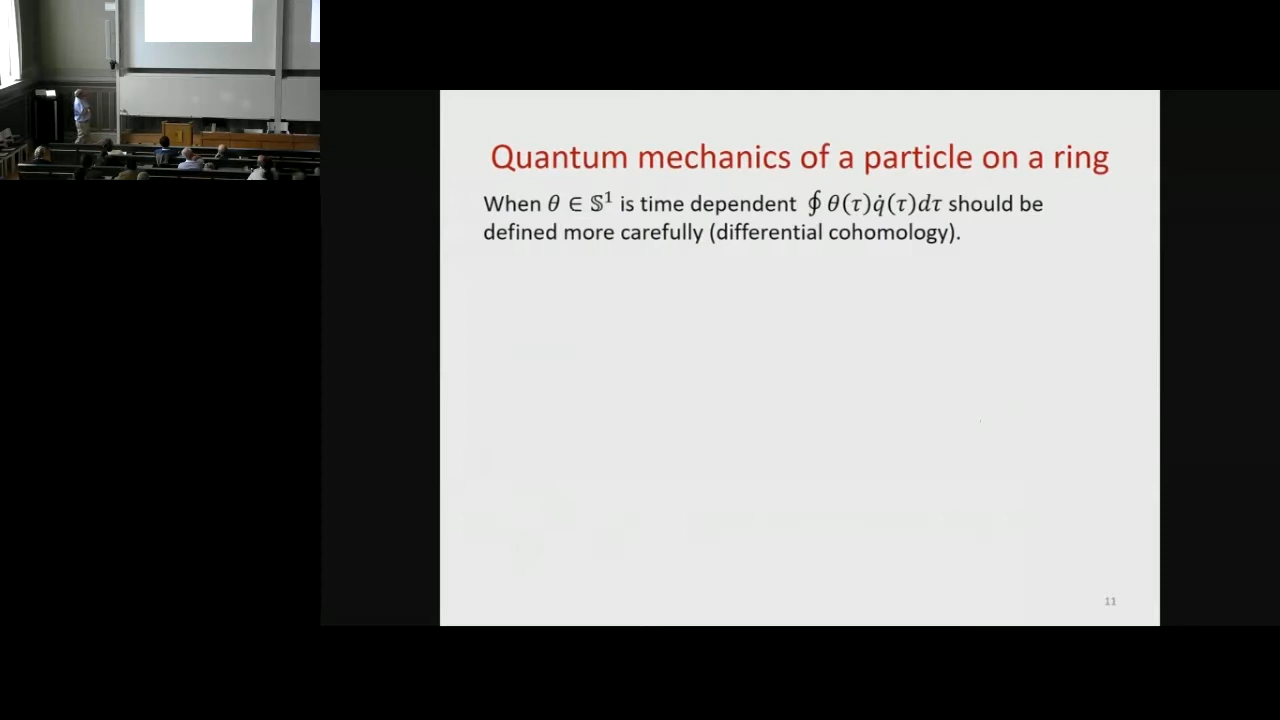 Quantum mechanics of a particle on a ring
When θ ∈ 𝕊¹ is time dependent ∮ θ(τ)q̇(τ)dτ should be
defined more carefully (differential cohomology).
11